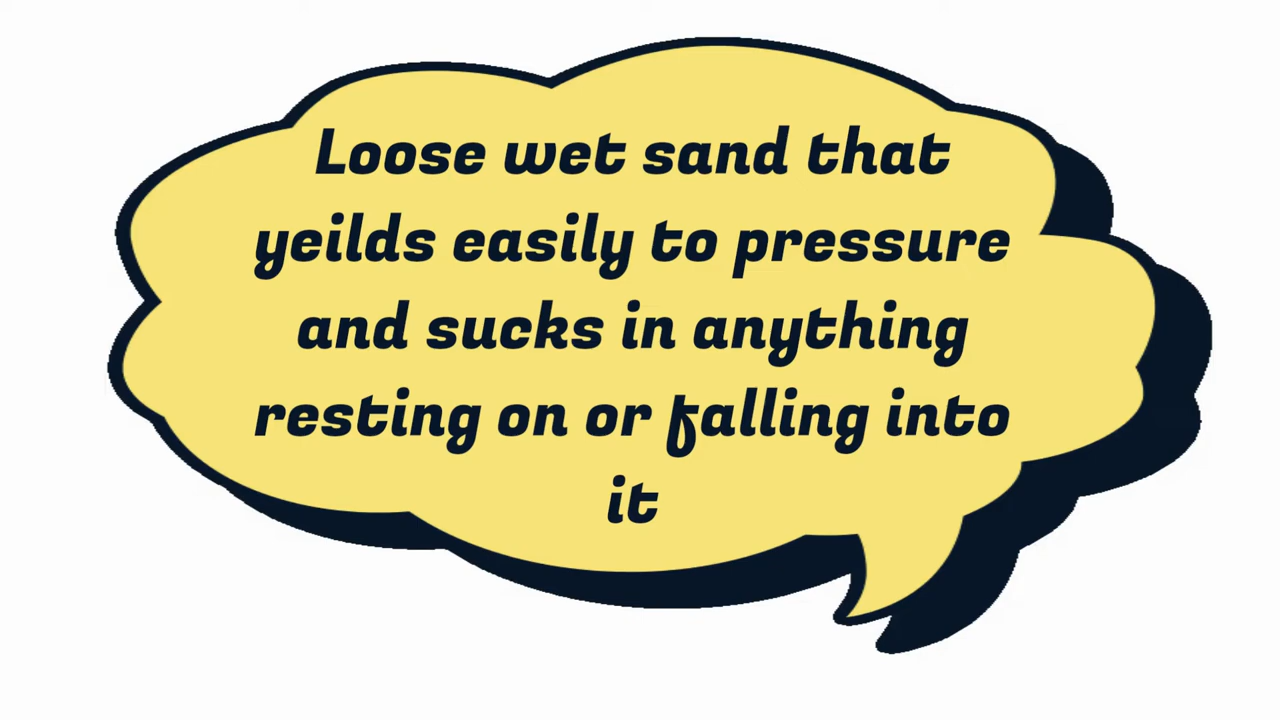 Loose wet sand that
yeilds easily to pressure
and sucks in anything
resting on or falling into
it